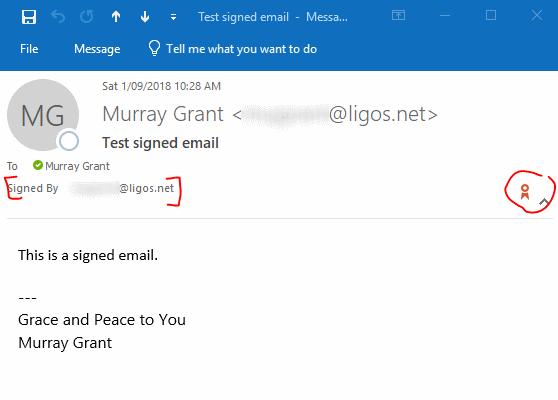 Test signed email - Messa...
File Message Tell me what you want to do
Sat 1/09/2018 10:28 AM
MG
Murray Grant < @ligos.net>
Test signed email
To Murray Grant
Signed By @ligos.net
This is a signed email.
---
Grace and Peace to You
Murray Grant